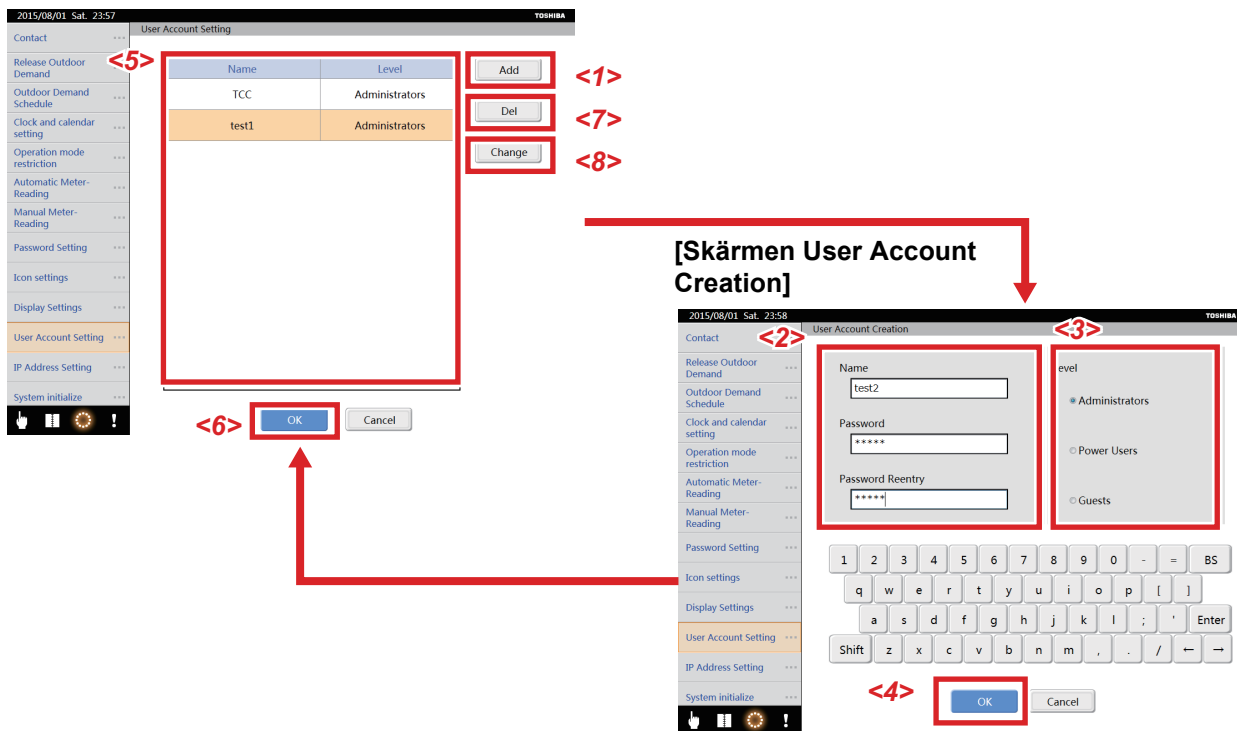 2015/08/01 Sat. 23:57
TOSHIBA
User Account Setting
Contact
Release Outdoor
Demand
Outdoor Demand
Schedule
Clock and calendar
setting
Operation mode
restriction
Automatic Meter-
Reading
Manual Meter-
Reading
Password Setting
Icon settings
Display Settings
User Account Setting
IP Address Setting
System initialize
<5>
Name Level
TCC Administrators
test1 Administrators
Add <1>
Del <7>
Change <8>
<6> OK Cancel
[Skärmen User Account
Creation]
2015/08/01 Sat. 23:58
TOSHIBA
User Account Creation
Contact
Release Outdoor
Demand
Outdoor Demand
Schedule
Clock and calendar
setting
Operation mode
restriction
Automatic Meter-
Reading
Manual Meter-
Reading
Password Setting
Icon settings
Display Settings
User Account Setting
IP Address Setting
System initialize
<2>
Name
test2
Password
*****
Password Reentry
*****
<3>
evel
Administrators
Power Users
Guests
1 2 3 4 5 6 7 8 9 0 - = BS
q w e r t y u i o p [ ]
a s d f g h j k l ; ' Enter
Shift z x c v b n m , . / ← →
<4> OK Cancel